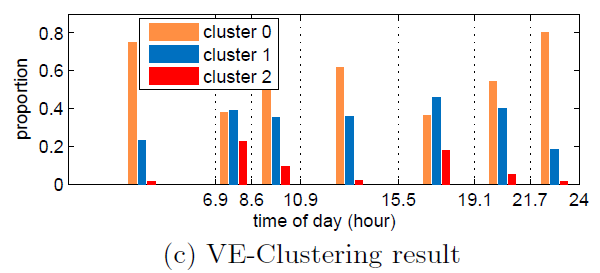 0.8
0.6
0.4
0.2
0
proportion
cluster 0
cluster 1
cluster 2
6.9 8.6 10.9 15.5 19.1 21.7 24
time of day (hour)
(c) VE-Clustering result